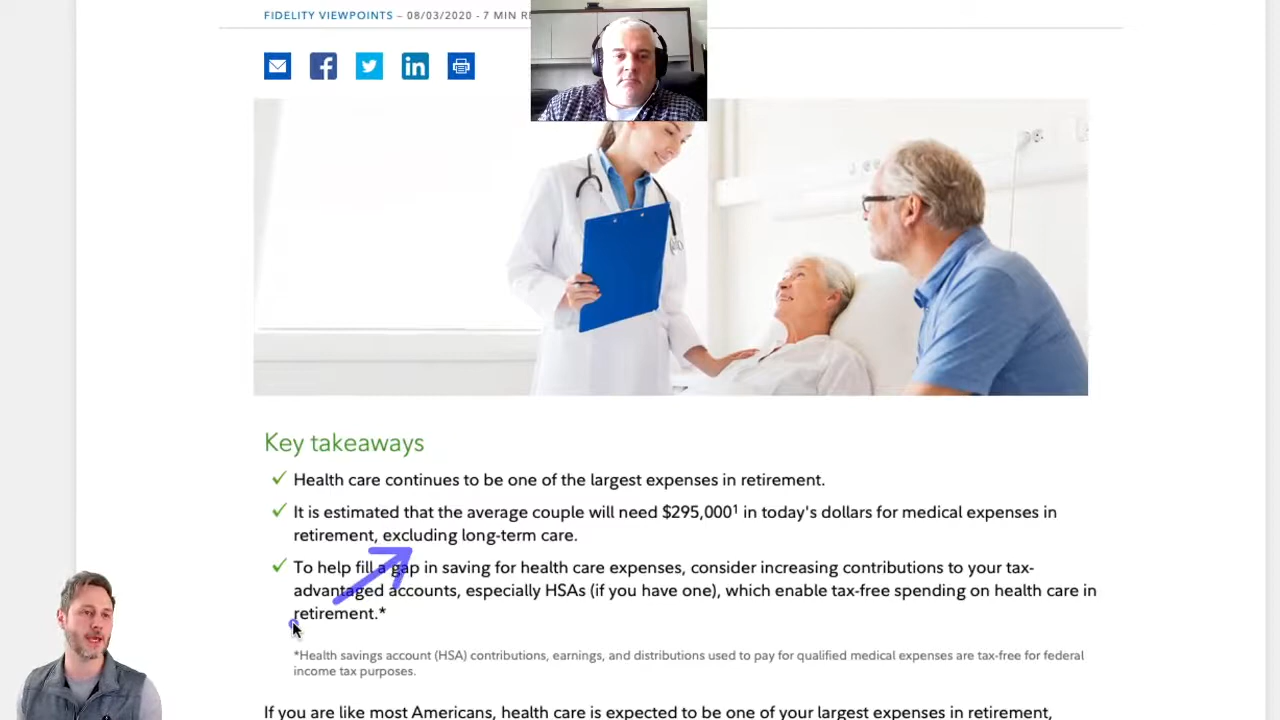 FIDELITY VIEWPOINTS – 08/03/2020 - 7 MIN
in
Key takeaways
✓ Health care continues to be one of the largest expenses in retirement.
✓ It is estimated that the average couple will need $295,000¹ in today's dollars for medical expenses in
retirement, excluding long-term care.
✓ To help fill a gap in saving for health care expenses, consider increasing contributions to your tax-
advantaged accounts, especially HSAs (if you have one), which enable tax-free spending on health care in
retirement.*
*Health savings account (HSA) contributions, earnings, and distributions used to pay for qualified medical expenses are tax-free for federal
income tax purposes.
If you are like most Americans, health care is expected to be one of your largest expenses in retirement,